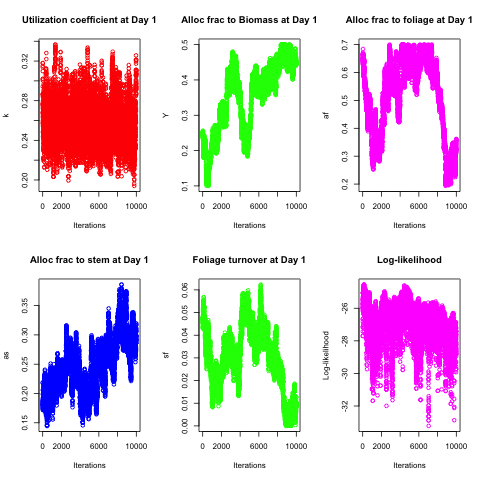 Utilization coefficient at Day 1
k
0.20 0.24 0.28 0.32
0 2000 6000 10000
Iterations
Alloc frac to Biomass at Day 1
Y
0.1 0.2 0.3 0.4 0.5
0 2000 6000 10000
Iterations
Alloc frac to foliage at Day 1
af
0.2 0.3 0.4 0.5 0.6 0.7
0 2000 6000 10000
Iterations
Alloc frac to stem at Day 1
as
0.15 0.20 0.25 0.30 0.35
0 2000 6000 10000
Iterations
Foliage turnover at Day 1
sf
0.00 0.01 0.02 0.03 0.04 0.05 0.06
0 2000 6000 10000
Iterations
Log-likelihood
Log-likelihood
-32 -30 -28 -26
0 2000 6000 10000
Iterations